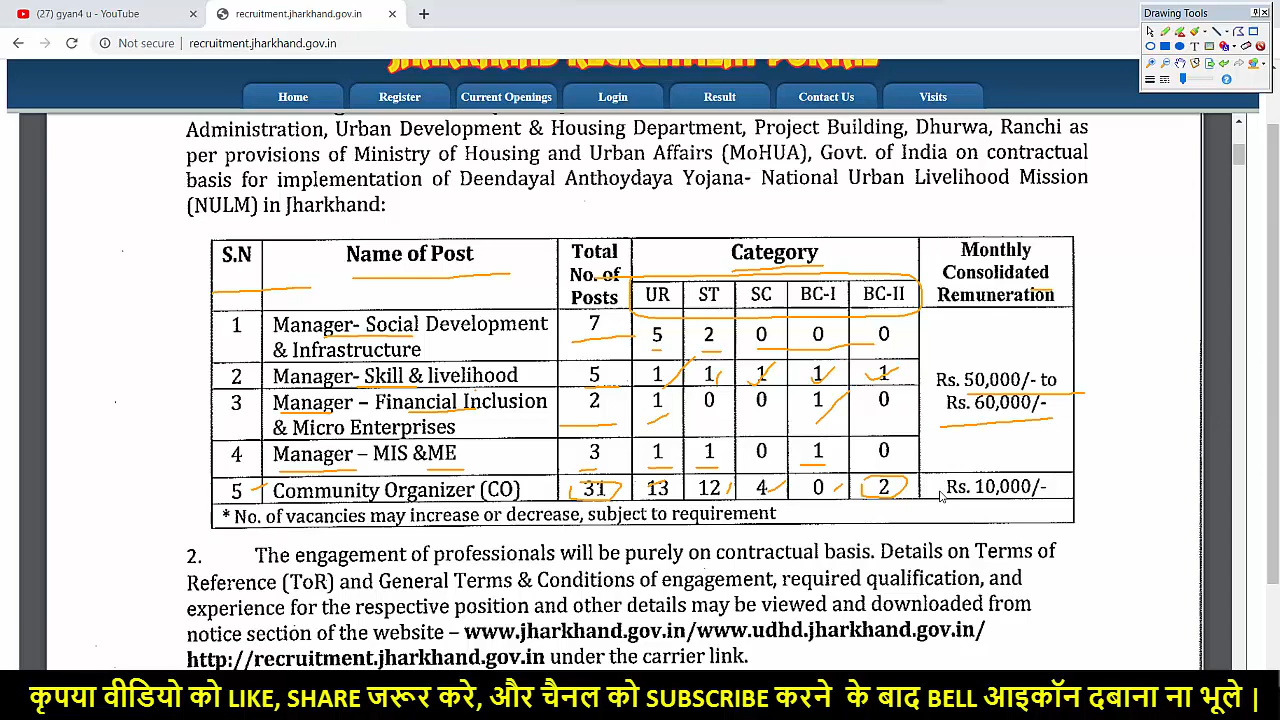 (27) gyan4 u - YouTube
recruitment.jharkhand.gov.in
Drawing Tools
Not secure
recruitment.jharkhand.gov.in
JHARKHAND RECRUITMENT PORTAL
Home Register Current Openings Login Result Contact Us Visits
Administration, Urban Development & Housing Department, Project Building, Dhurwa, Ranchi as
per provisions of Ministry of Housing and Urban Affairs (MoHUA), Govt. of India on contractual
basis for implementation of Deendayal Anthoydaya Yojana- National Urban Livelihood Mission
(NULM) in Jharkhand:
S.N Name of Post Total No. of Posts Category Monthly Consolidated Remuneration
UR ST SC BC-I BC-II
1 Manager- Social Development & Infrastructure 7 5 2 0 0 0
2 Manager- Skill & livelihood 5 1 1 1 1 1 Rs. 50,000/- to Rs. 60,000/-
3 Manager – Financial Inclusion & Micro Enterprises 2 1 0 0 1 0
4 Manager – MIS &ME 3 1 1 0 1 0
5 Community Organizer (CO) 31 13 12 4 0 2 Rs. 10,000/-
* No. of vacancies may increase or decrease, subject to requirement
2. The engagement of professionals will be purely on contractual basis. Details on Terms of
Reference (ToR) and General Terms & Conditions of engagement, required qualification, and
experience for the respective position and other details may be viewed and downloaded from
notice section of the website – www.jharkhand.gov.in/www.udhd.jharkhand.gov.in/
http://recruitment.jharkhand.gov.in under the carrier link.
कृपया वीडियो को LIKE, SHARE जरूर करे, और चैनल को SUBSCRIBE करने के बाद BELL आइकॉन दबाना ना भूले |